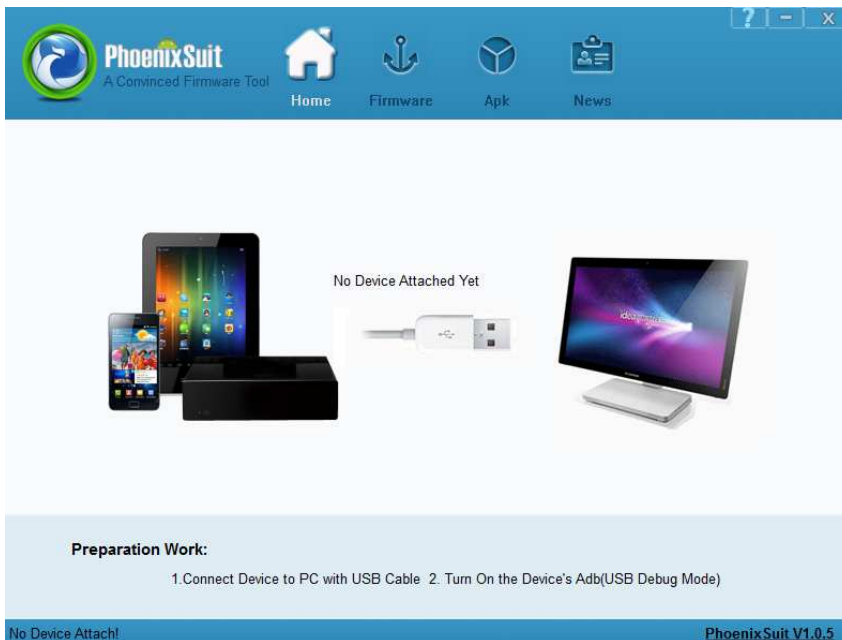 ? - x
PhoenixSuit
A Convinced Firmware Tool
Home Firmware Apk News
No Device Attached Yet
Preparation Work:
1.Connect Device to PC with USB Cable 2. Turn On the Device's Adb(USB Debug Mode)
No Device Attach! PhoenixSuit V1.0.5